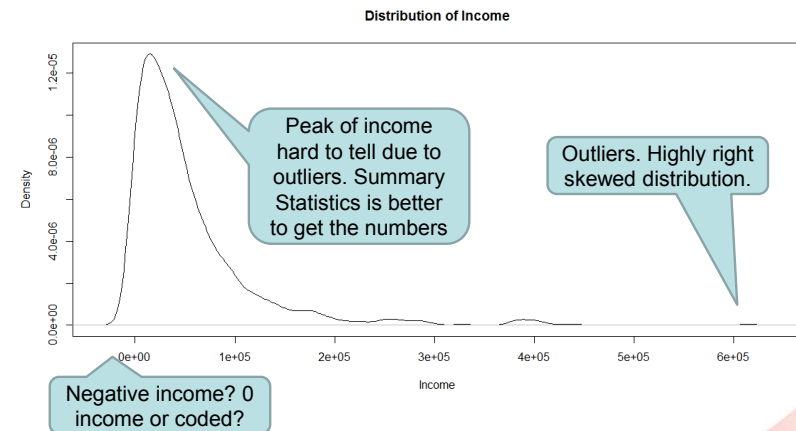 Distribution of Income
Density
1.2e-05
8.0e-06
4.0e-06
0.0e+00
Peak of income
hard to tell due to
outliers. Summary
Statistics is better
to get the numbers
Outliers. Highly right
skewed distribution.
0e+00 1e+05 2e+05 3e+05 4e+05 5e+05 6e+05
Income
Negative income? 0
income or coded?